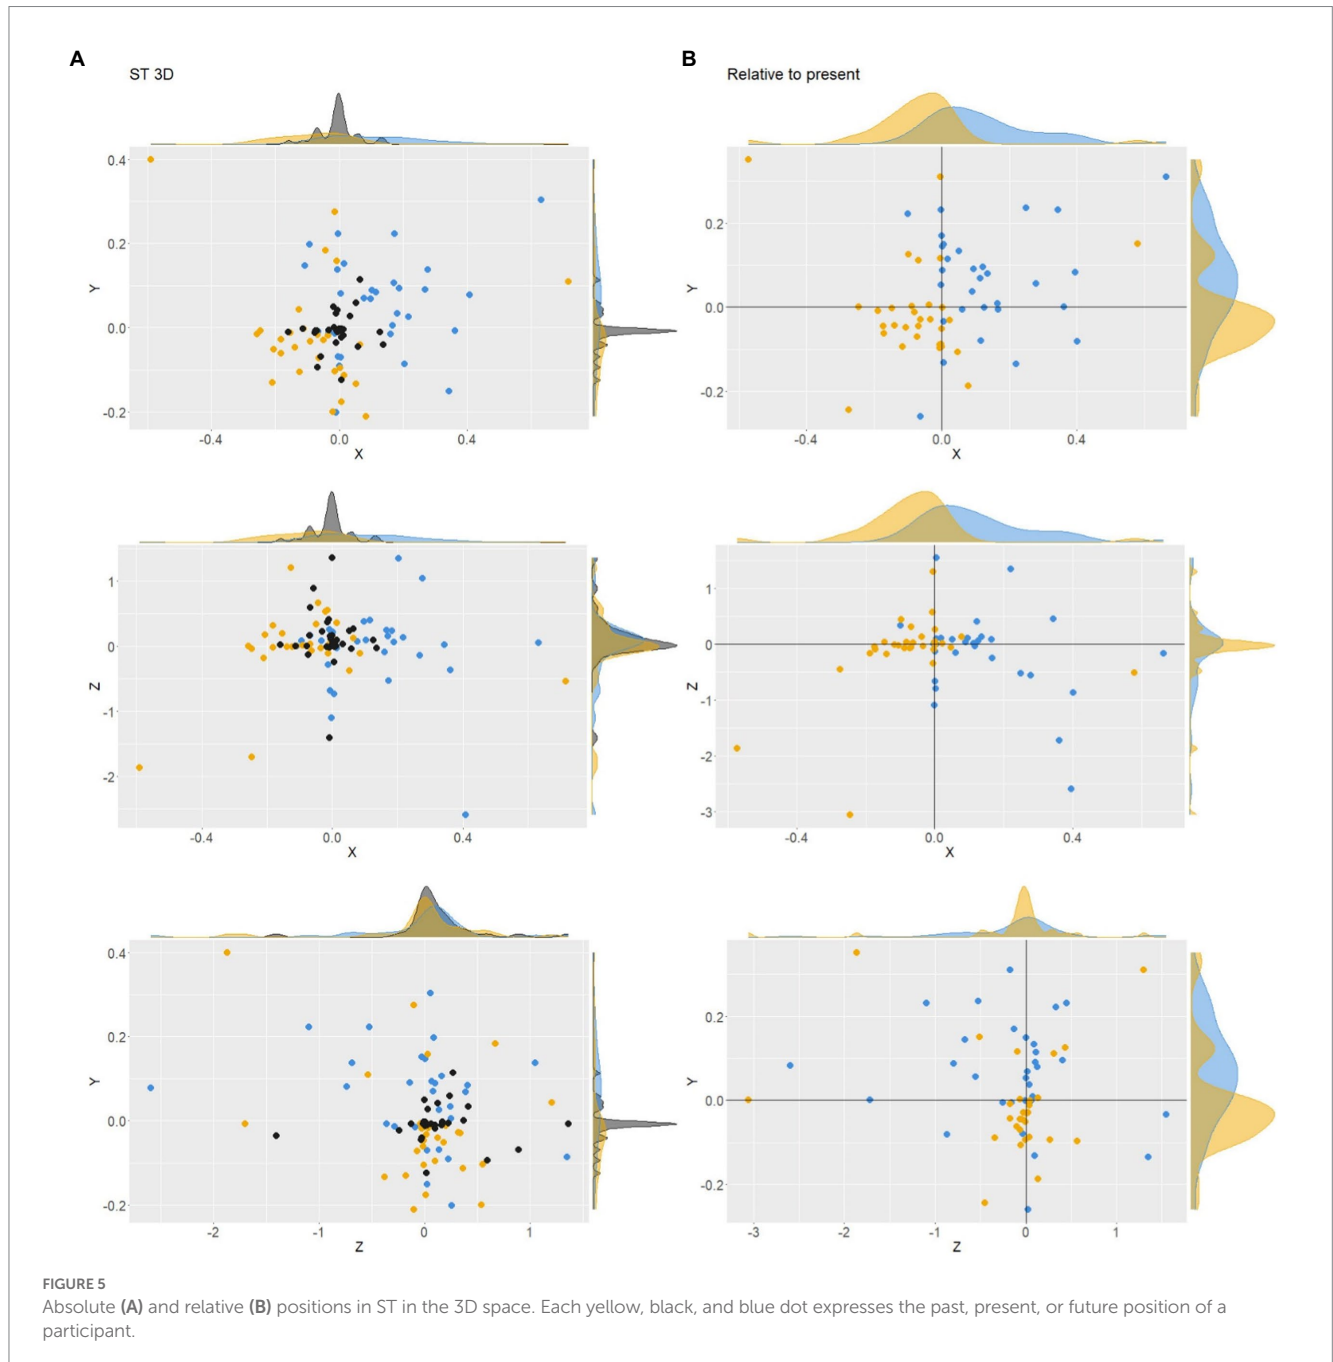 A
B
ST 3D
Relative to present
0.4
0.2
0.0
-0.2
Y
-0.4
0.0
0.4
X
0.2
0.0
-0.2
Y
-0.4
0.0
0.4
X
1
0
-1
-2
Z
-0.4
0.0
0.4
X
1
0
-1
-2
-3
Z
-0.4
0.0
0.4
X
0.4
0.2
0.0
-0.2
Y
-2
-1
0
1
Z
0.2
0.0
-0.2
Y
-3
-2
-1
0
1
Z
FIGURE 5
Absolute (A) and relative (B) positions in ST in the 3D space. Each yellow, black, and blue dot expresses the past, present, or future position of a
participant.